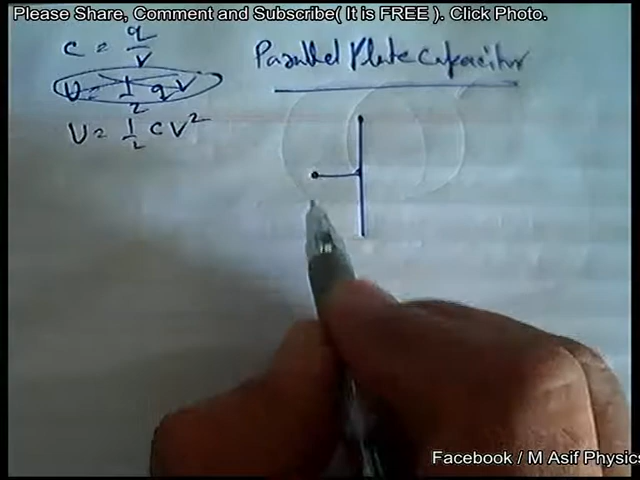 Please Share, Comment and Subscribe( It is FREE ). Click Photo.
C = q/V
Parallel Plate Capacitor
U = 1/2 qV
U = 1/2 CV²
Facebook / M Asif Physics